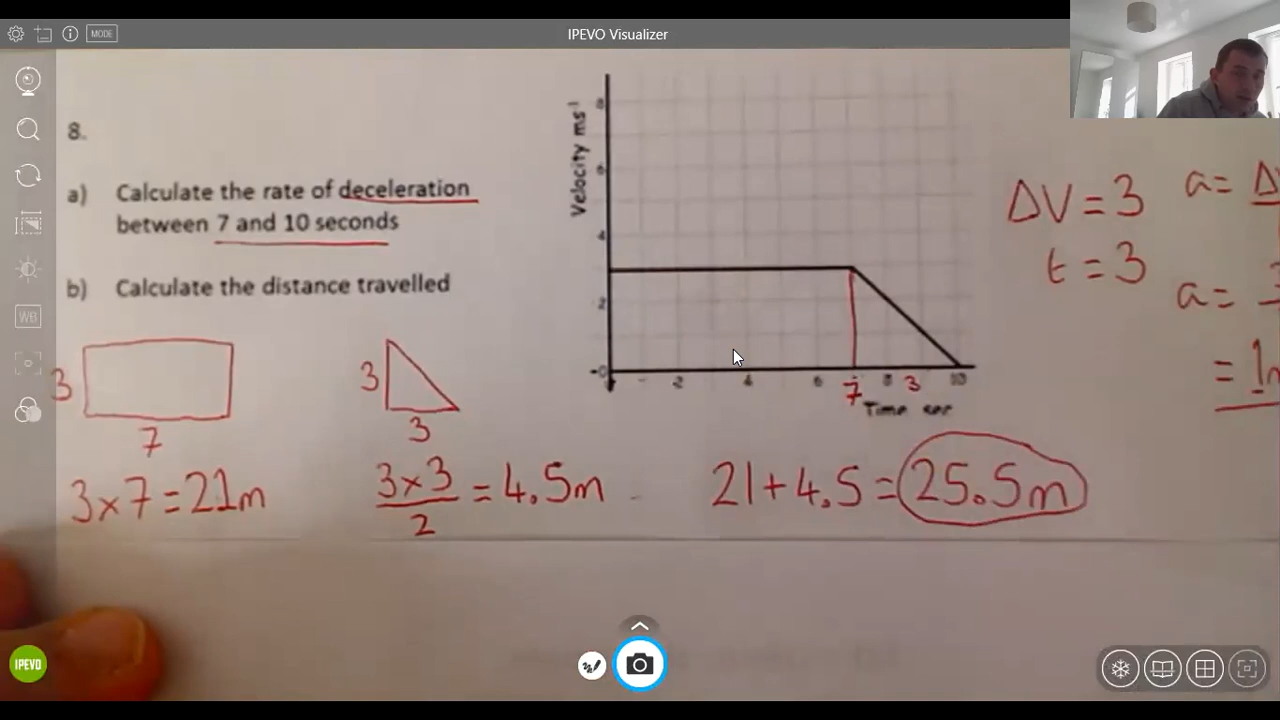 MODE
IPEVO Visualizer
8.
a) Calculate the rate of deceleration
between 7 and 10 seconds
b) Calculate the distance travelled
Velocity ms⁻¹
8
6
4
2
0
2
4
6
7
8
3
10
Time
ΔV = 3
t = 3
a = Δ
a =
= 1
3
7
3 x 7 = 21m
3
3
3 x 3
2
= 4.5m
21 + 4.5 = 25.5m
WB
IPEVO